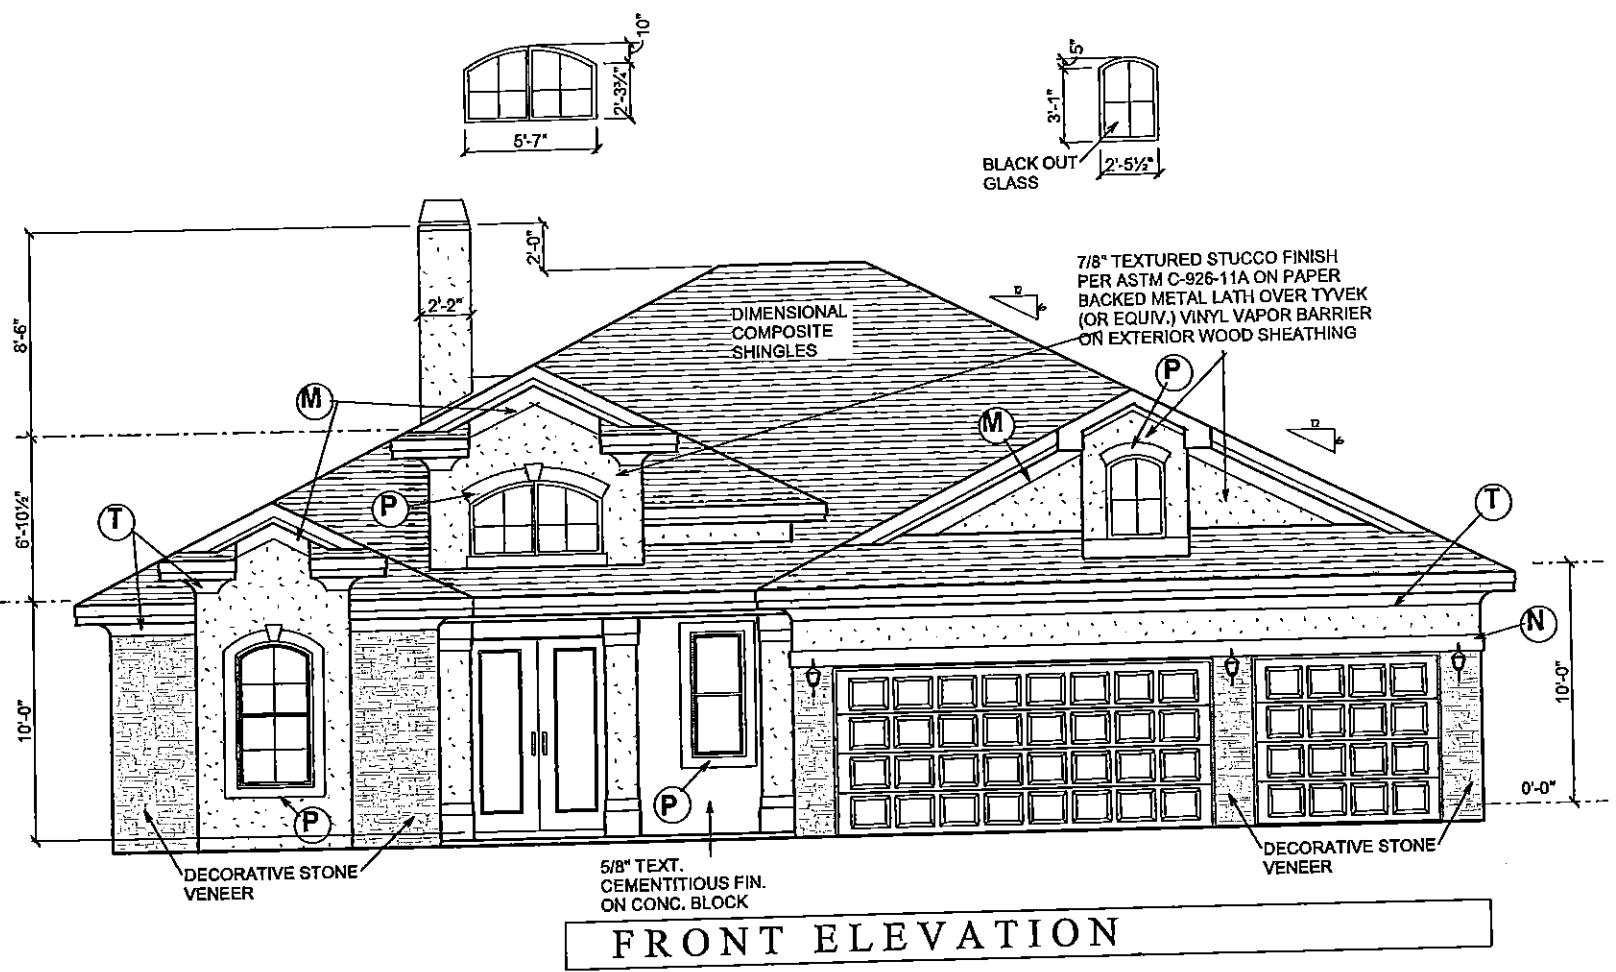 10"
2'-3¾"
5'-7"
5"
3'-1"
2'-5½"
BLACK OUT
GLASS
2'-0"
2'-2"
8'-6"
6'-10½"
10'-0"
DIMENSIONAL
COMPOSITE
SHINGLES
12
6
7/8" TEXTURED STUCCO FINISH
PER ASTM C-926-11A ON PAPER
BACKED METAL LATH OVER TYVEK
(OR EQUIV.) VINYL VAPOR BARRIER
ON EXTERIOR WOOD SHEATHING
P
M
M
12
6
P
T
T
N
10'-0"
0'-0"
P
P
DECORATIVE STONE
VENEER
5/8" TEXT.
CEMENTITIOUS FIN.
ON CONC. BLOCK
DECORATIVE STONE
VENEER
FRONT ELEVATION